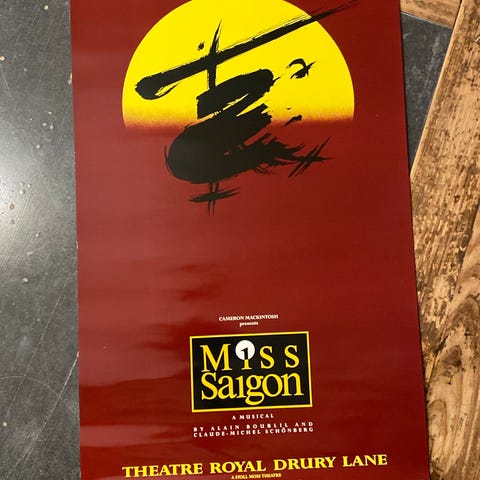 CAMERON MACKINTOSH
presents
MISS
Saigon
A MUSICAL
BY ALAIN BOUBLIL AND
CLAUDE-MICHEL SCHÖNBERG
THEATRE ROYAL DRURY LANE
A STOLL MOSS THEATRE